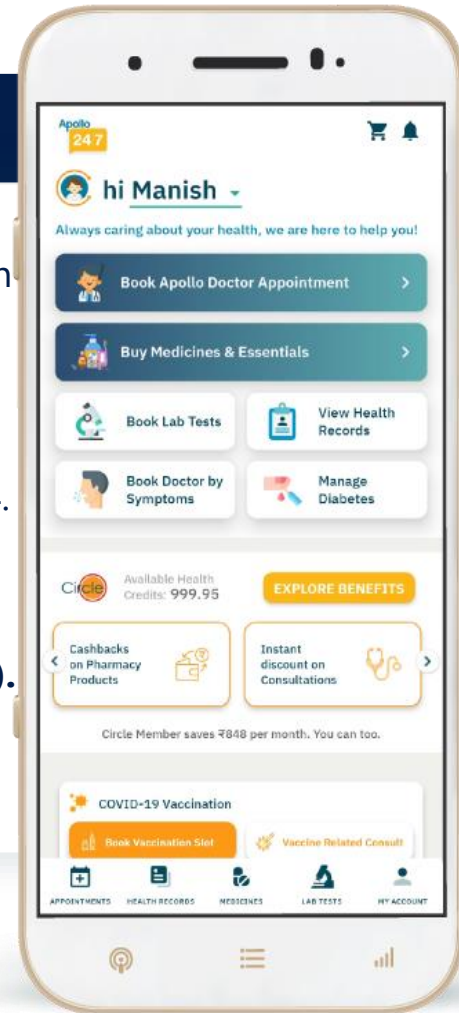 Apollo
24|7
hi Manish
Always caring about your health, we are here to help you!
Book Apollo Doctor Appointment
Buy Medicines & Essentials
Book Lab Tests
View Health
Records
Book Doctor by
Symptoms
Manage
Diabetes
Circle
Available Health
Credits: 999.95
EXPLORE BENEFITS
Cashbacks
on Pharmacy
Products
Instant
discount on
Consultations
).
Circle Member saves ₹848 per month. You can too.
COVID-19 Vaccination
Book Vaccination Slot
Vaccine Related Consult
APPOINTMENTS
HEALTH RECORDS
MEDICINES
LAB TESTS
MY ACCOUNT